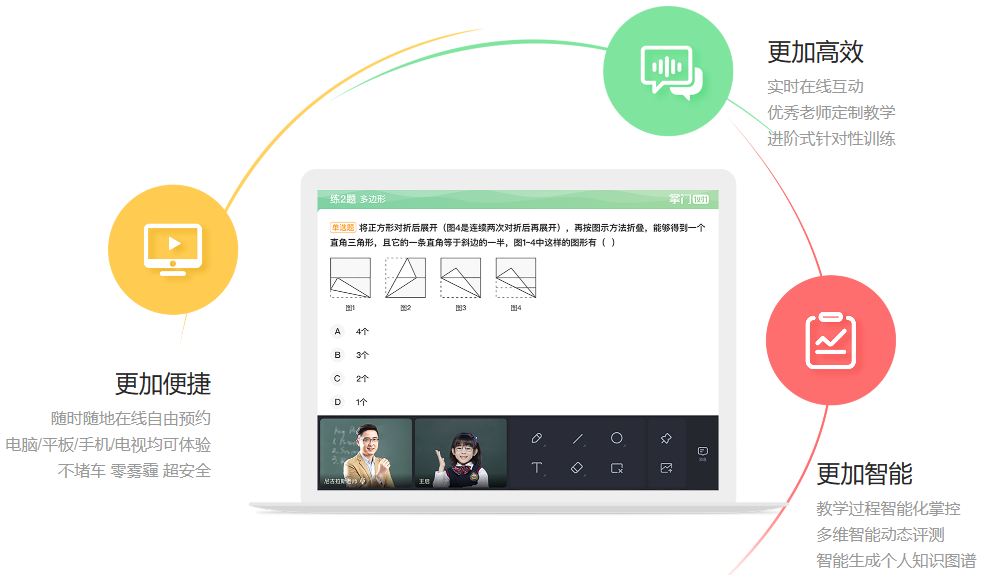 更加高效
实时在线互动
优秀老师定制教学
进阶式针对性训练
练2题 多边形
掌门1对1
单选题 将正方形对折后展开（图4是连续两次对折后再展开），再按图示方法折叠，能够得到一个
直角三角形，且它的一条直角等于斜边的一半，图1~4中这样的图形有（ ）
图1 图2 图3 图4
A 4个
B 3个
C 2个
D 1个
尼古拉斯老师
王启
T
更加便捷
随时随地在线自由预约
电脑/平板/手机/电视均可体验
不堵车 零雾霾 超安全
更加智能
教学过程智能化掌控
多维智能动态评测
智能生成个人知识图谱